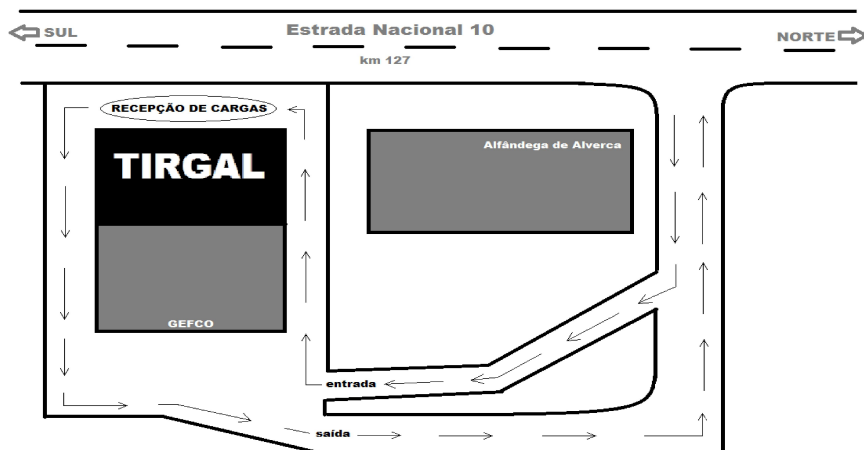 SUL
Estrada Nacional 10
NORTE
km 127
RECEPÇÃO DE CARGAS
TIRGAL
Alfândega de Alverca
GEFCO
entrada
saída